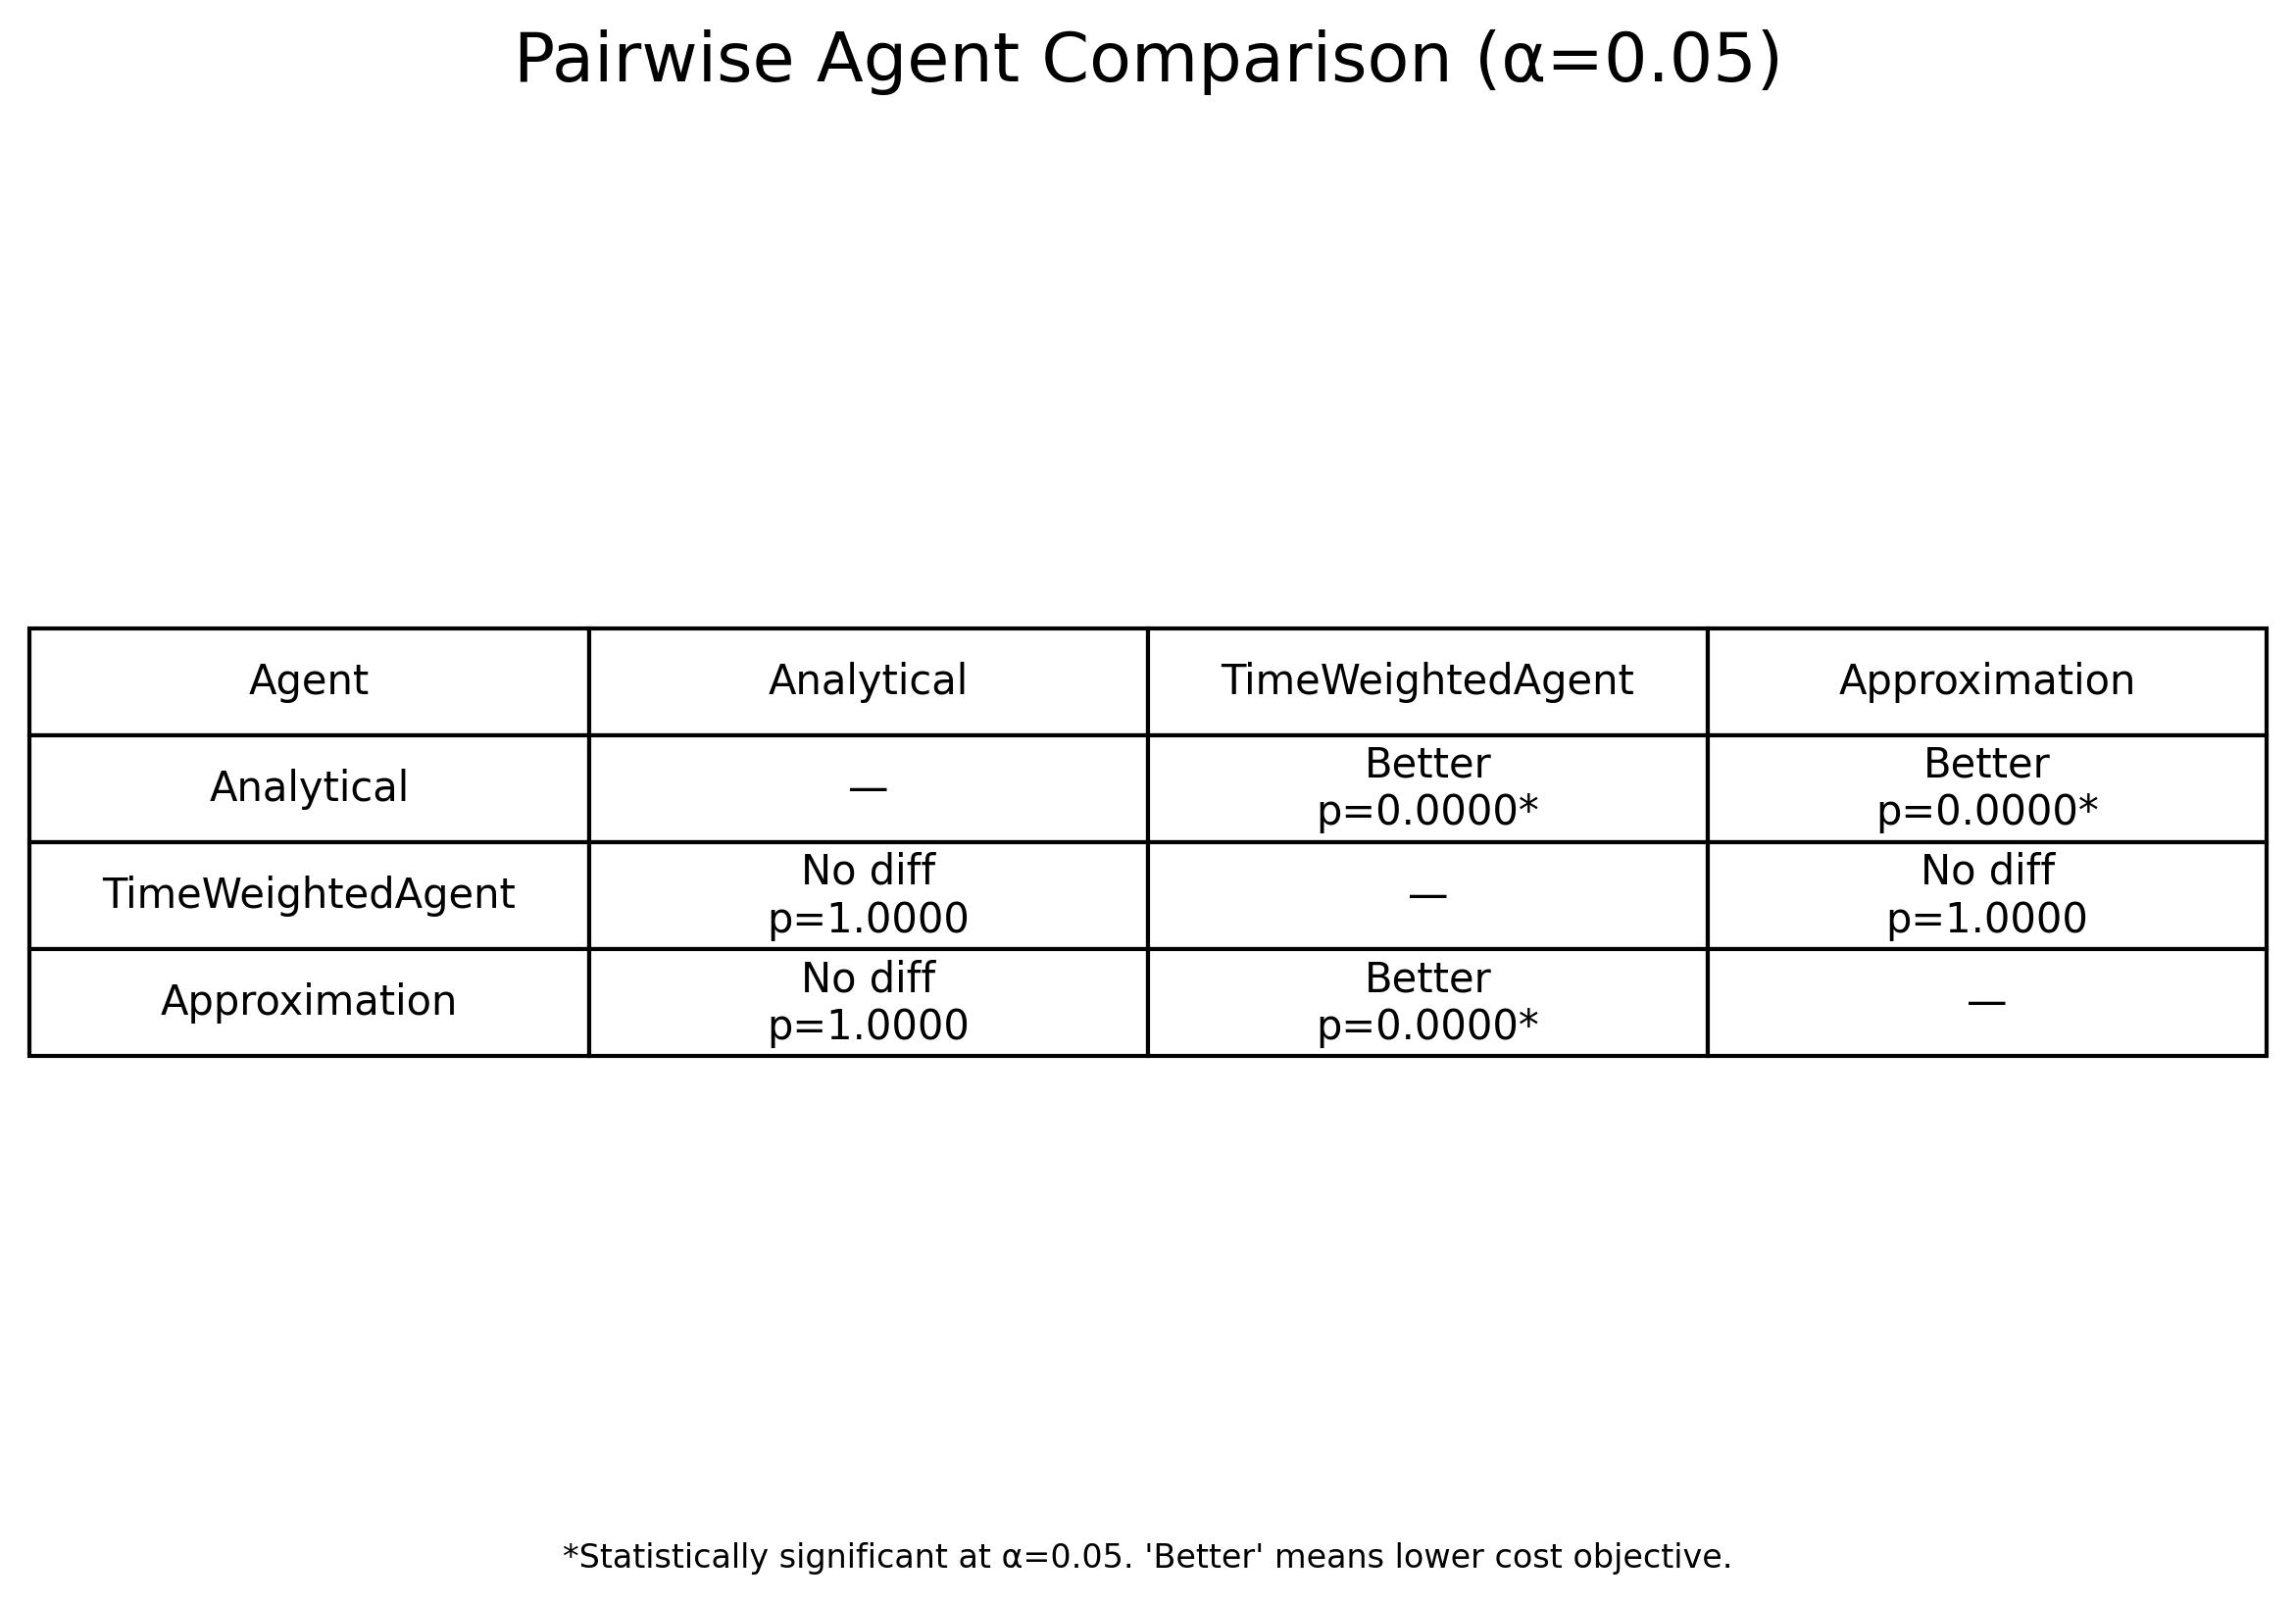 Pairwise Agent Comparison (α=0.05)
Agent Analytical TimeWeightedAgent Approximation
Analytical — Better p=0.0000* Better p=0.0000*
TimeWeightedAgent No diff p=1.0000 — No diff p=1.0000
Approximation No diff p=1.0000 Better p=0.0000* —
*Statistically significant at α=0.05. 'Better' means lower cost objective.